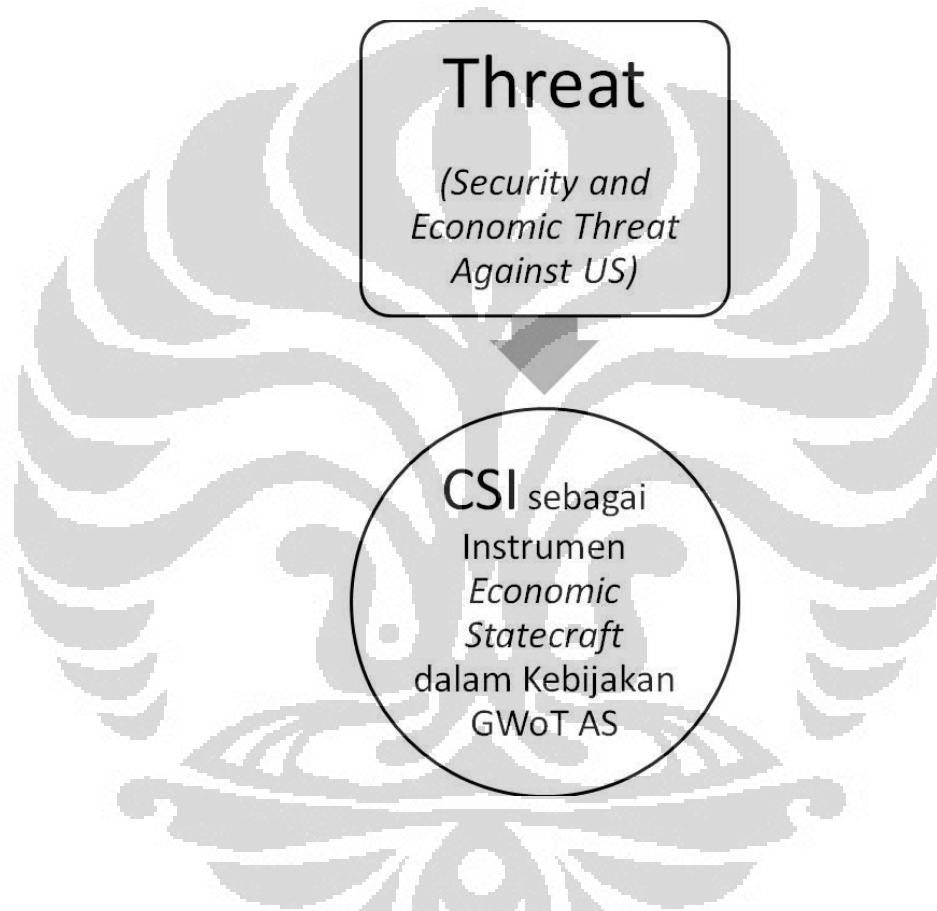 Threat
(Security and
Economic Threat
Against US)
CSI sebagai
Instrumen
Economic
Statecraft
dalam Kebijakan
GWoT AS